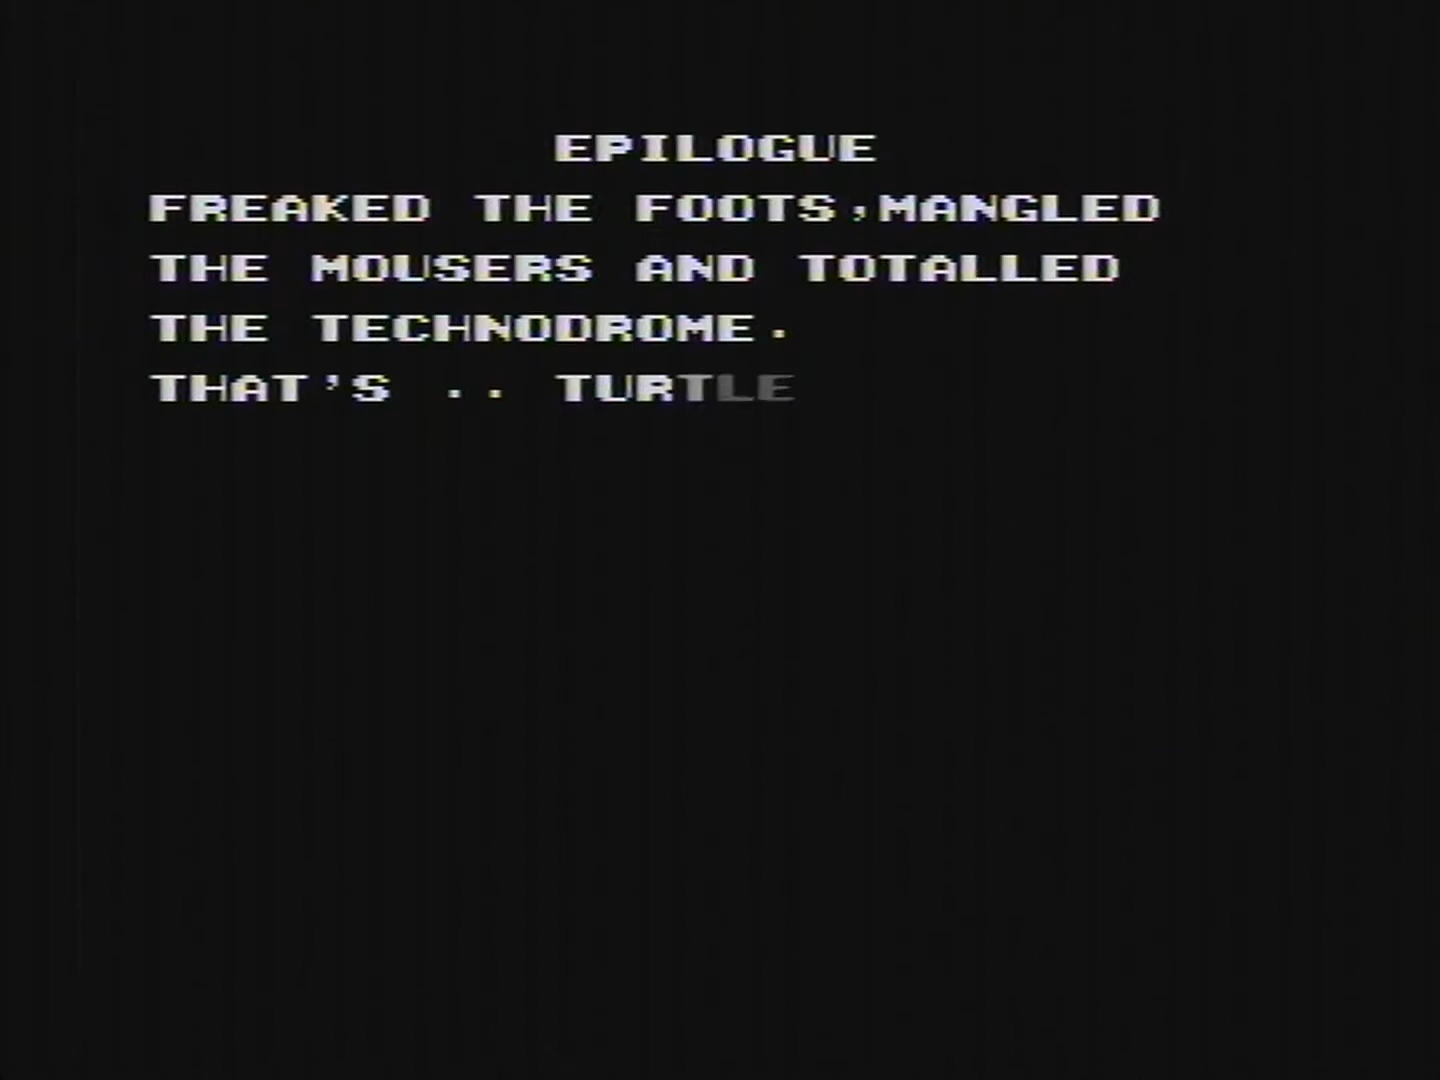 EPILOGUE
FREAKED THE FOOTS,MANGLED
THE MOUSERS AND TOTALLED
THE TECHNODROME.
THAT'S .. TURTLE